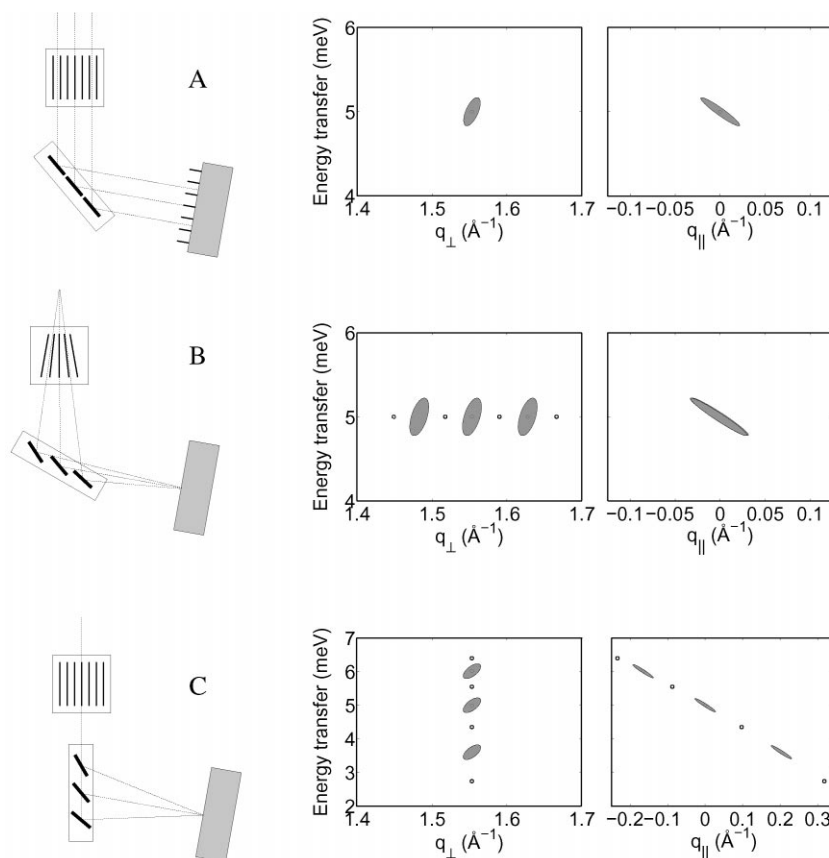 A
Energy transfer (meV)
6
5
4
1.4 1.5 1.6 1.7
q⊥ (Å⁻¹)
−0.1 −0.05 0 0.05 0.1
q|| (Å⁻¹)
B
Energy transfer (meV)
6
5
4
1.4 1.5 1.6 1.7
q⊥ (Å⁻¹)
−0.1 −0.05 0 0.05 0.1
q|| (Å⁻¹)
C
Energy transfer (meV)
7
6
5
4
3
2
1.4 1.5 1.6 1.7
q⊥ (Å⁻¹)
−0.2 −0.1 0 0.1 0.2 0.3
q|| (Å⁻¹)